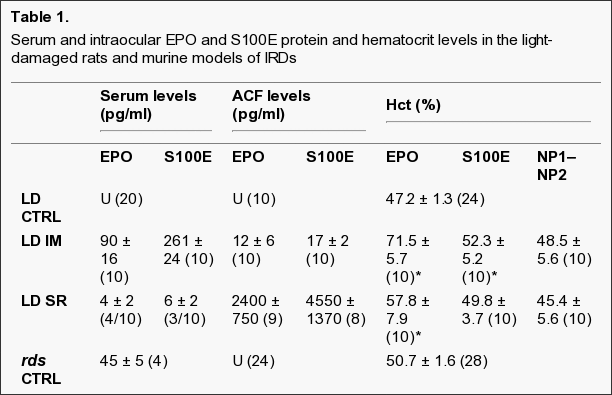 Table 1.
Serum and intraocular EPO and S100E protein and hematocrit levels in the light-
damaged rats and murine models of IRDs
Serum levels (pg/ml) ACF levels (pg/ml) Hct (%)
EPO S100E EPO S100E EPO S100E NP1–NP2
LD CTRL U (20) U (10) 47.2 ± 1.3 (24)
LD IM 90 ± 16 (10) 261 ± 24 (10) 12 ± 6 (10) 17 ± 2 (10) 71.5 ± 5.7 (10)* 52.3 ± 5.2 (10)* 48.5 ± 5.6 (10)
LD SR 4 ± 2 (4/10) 6 ± 2 (3/10) 2400 ± 750 (9) 4550 ± 1370 (8) 57.8 ± 7.9 (10)* 49.8 ± 3.7 (10) 45.4 ± 5.6 (10)
rds CTRL 45 ± 5 (4) U (24) 50.7 ± 1.6 (28)